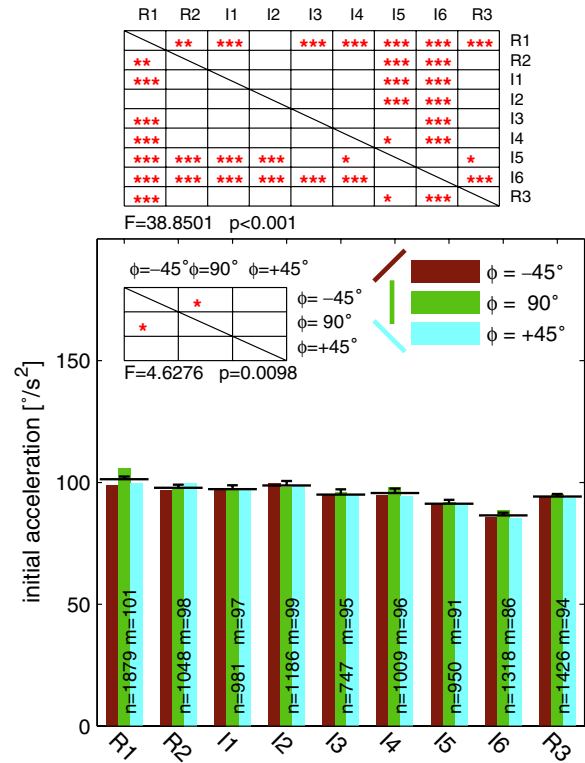 R1 R2 I1 I2 I3 I4 I5 I6 R3
** *** *** *** *** *** *** R1
** *** *** R2
*** *** *** I1
*** *** I2
*** *** I3
*** * *** I4
*** *** *** *** * * I5
*** *** *** *** *** *** *** I6
*** * *** R3
F=38.8501 p<0.001
ϕ=−45° ϕ=90° ϕ=+45°
* ϕ= −45°
* ϕ= 90°
ϕ=+45°
F=4.6276 p=0.0098
ϕ = −45°
ϕ = 90°
ϕ = +45°
initial acceleration [°/s²]
150
100
50
0
n=1879 m=101
n=1048 m=98
n=981 m=97
n=1186 m=99
n=747 m=95
n=1009 m=96
n=950 m=91
n=1318 m=86
n=1426 m=94
R1 R2 I1 I2 I3 I4 I5 I6 R3